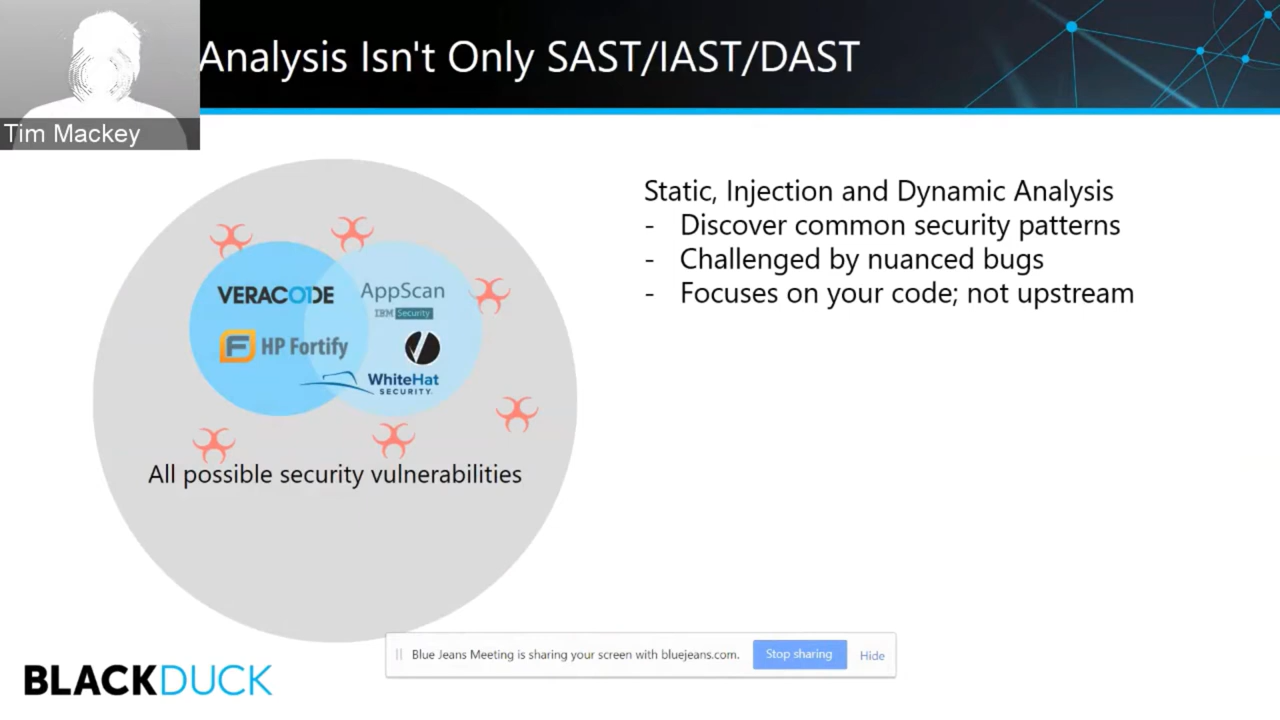 Analysis Isn't Only SAST/IAST/DAST
Tim Mackey
Static, Injection and Dynamic Analysis
- Discover common security patterns
- Challenged by nuanced bugs
- Focuses on your code; not upstream
VERACODE
AppScan
IBM Security
HP Fortify
WhiteHat
SECURITY
All possible security vulnerabilities
Blue Jeans Meeting is sharing your screen with bluejeans.com.
Stop sharing
Hide
BLACKDUCK